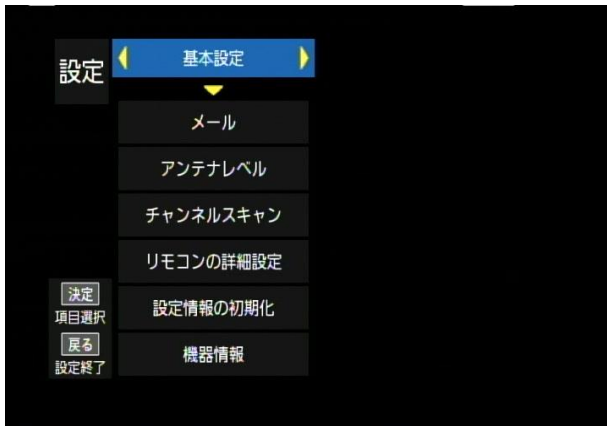 設定
基本設定
メール
アンテナレベル
チャンネルスキャン
リモコンの詳細設定
設定情報の初期化
機器情報
決定
項目選択
戻る
設定終了